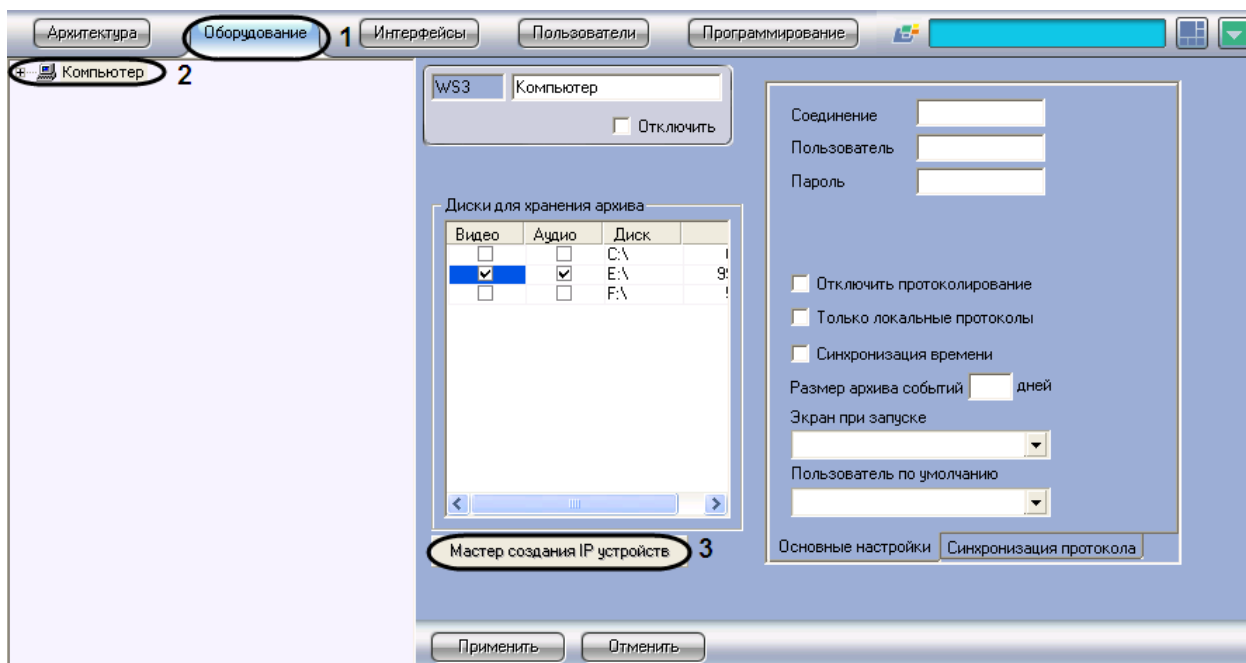 Архитектура Оборудование 1 Интерфейсы Пользователи Программирование
Компьютер 2
WS3 Компьютер
Отключить
Диски для хранения архива
Видео Аудио Диск
C:\
E:\
F:\
Мастер создания IP устройств 3
Соединение
Пользователь
Пароль
Отключить протоколирование
Только локальные протоколы
Синхронизация времени
Размер архива событий дней
Экран при запуске
Пользователь по умолчанию
Основные настройки Синхронизация протокола
Применить Отменить